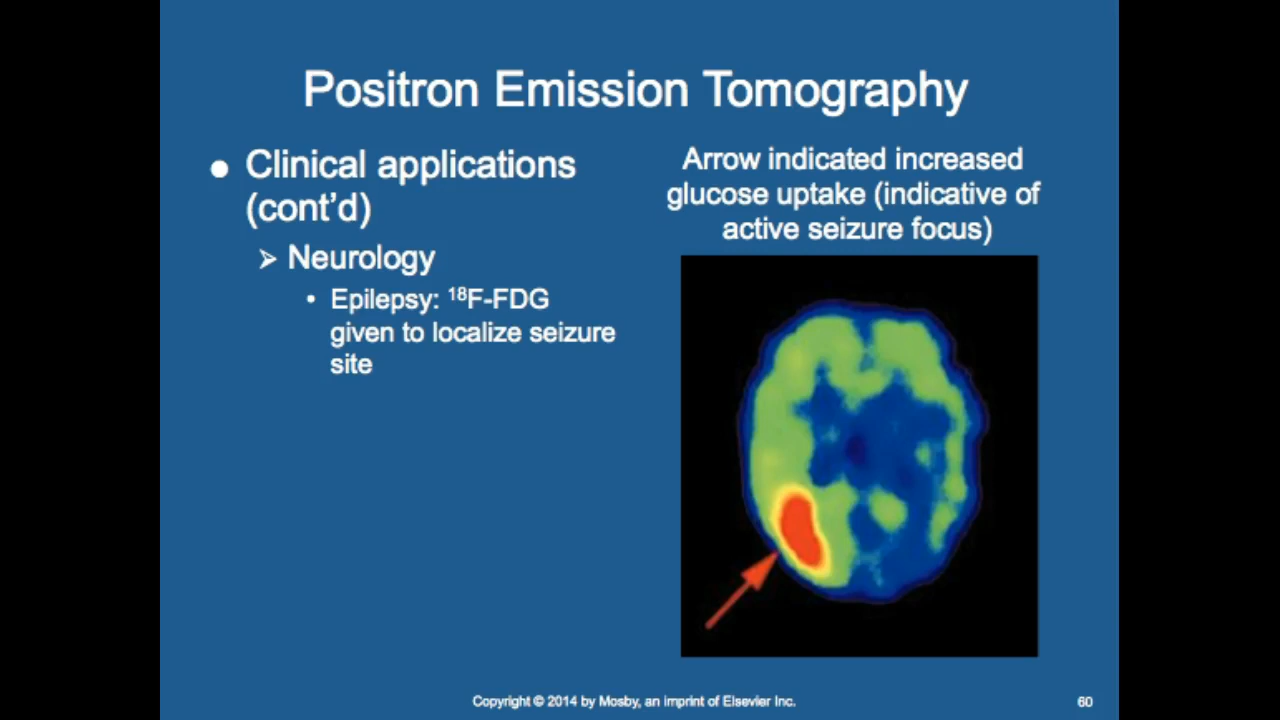 Positron Emission Tomography
● Clinical applications
(cont’d)
➢ Neurology
• Epilepsy: ¹⁸F-FDG
given to localize seizure
site
Arrow indicated increased
glucose uptake (indicative of
active seizure focus)
Copyright © 2014 by Mosby, an imprint of Elsevier Inc.
60